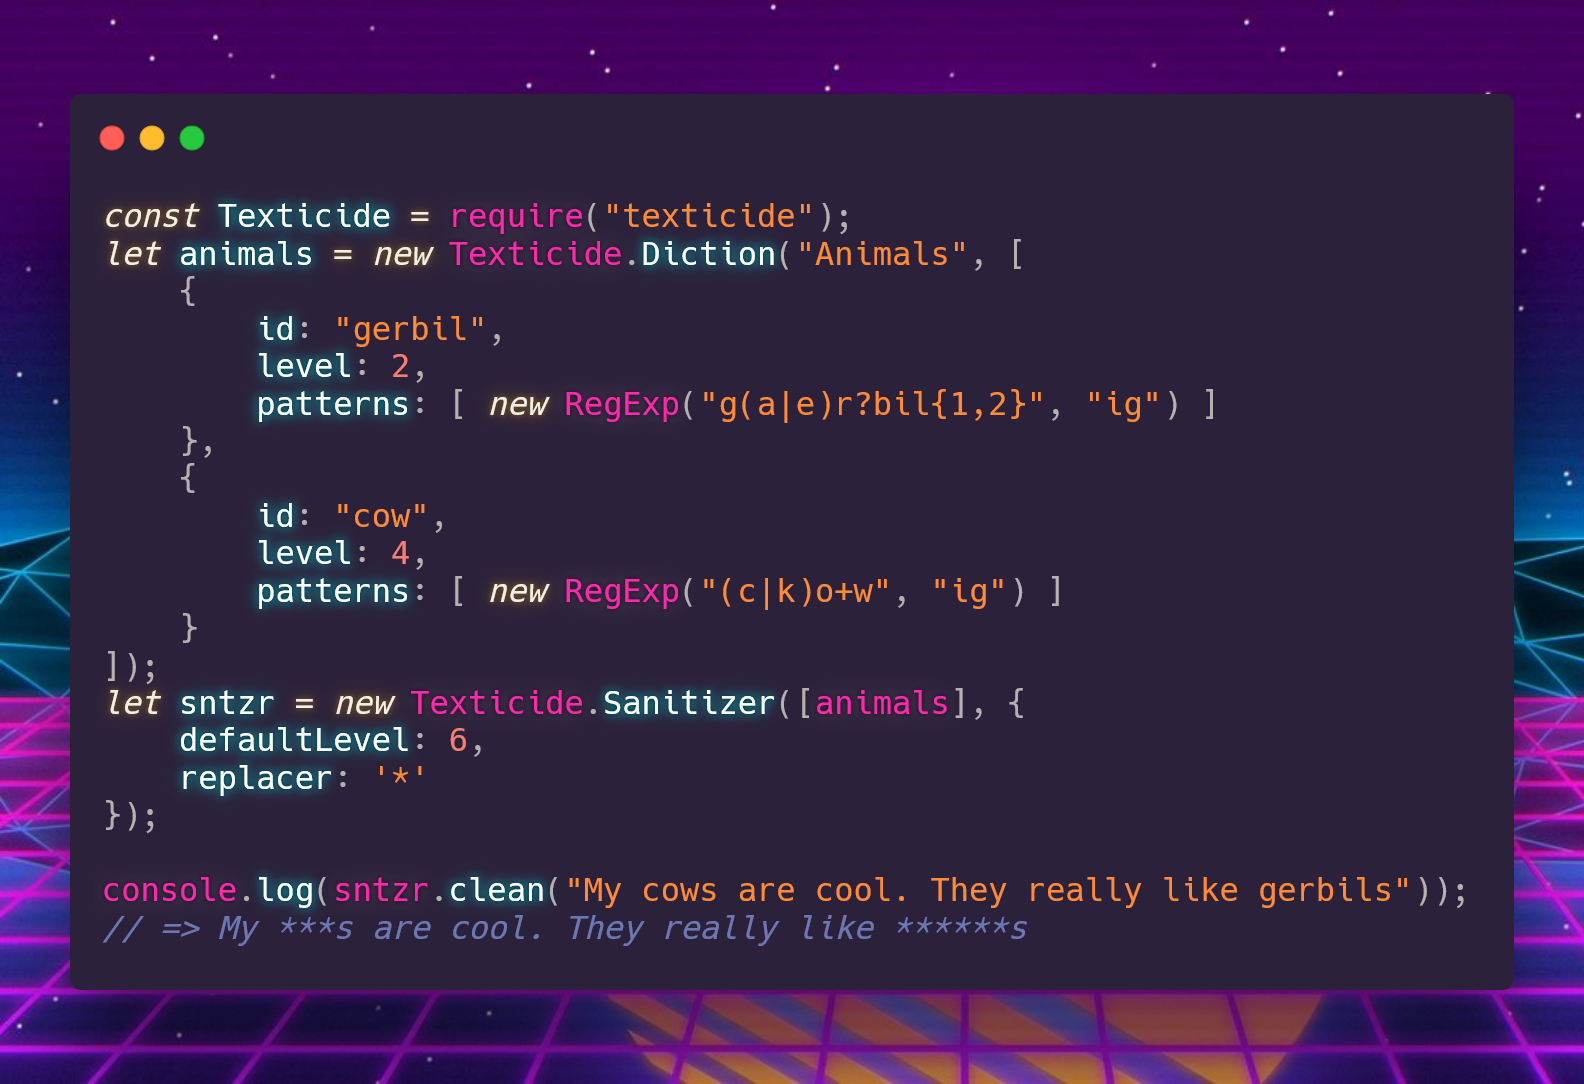 const Texticide = require("texticide");
let animals = new Texticide.Diction("Animals", [
    {
        id: "gerbil",
        level: 2,
        patterns: [ new RegExp("g(a|e)r?bil{1,2}", "ig") ]
    },
    {
        id: "cow",
        level: 4,
        patterns: [ new RegExp("(c|k)o+w", "ig") ]
    }
]);
let sntzr = new Texticide.Sanitizer([animals], {
    defaultLevel: 6,
    replacer: '*'
});

console.log(sntzr.clean("My cows are cool. They really like gerbils"));
// => My ***s are cool. They really like ******s